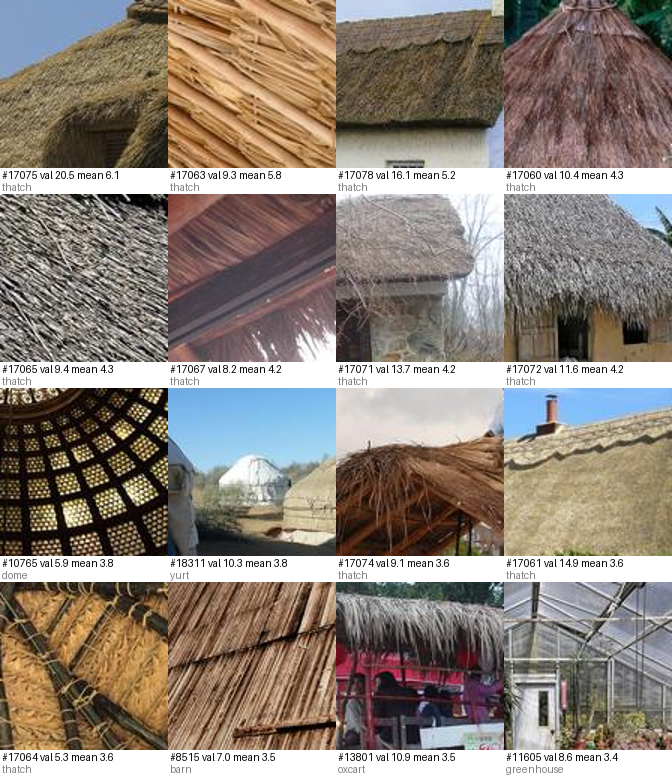 #17075 val 20.5 mean 6.1
thatch
#17063 val 9.3 mean 5.8
thatch
#17078 val 16.1 mean 5.2
thatch
#17060 val 10.4 mean 4.3
thatch
#17065 val 9.4 mean 4.3
thatch
#17067 val 8.2 mean 4.2
thatch
#17071 val 13.7 mean 4.2
thatch
#17072 val 11.6 mean 4.2
thatch
#10765 val 5.9 mean 3.8
dome
#18311 val 10.3 mean 3.8
yurt
#17074 val 9.1 mean 3.6
thatch
#17061 val 14.9 mean 3.6
thatch
#17064 val 5.3 mean 3.6
thatch
#8515 val 7.0 mean 3.5
barn
#13801 val 10.9 mean 3.5
oxcart
#11605 val 8.6 mean 3.4
greenhouse